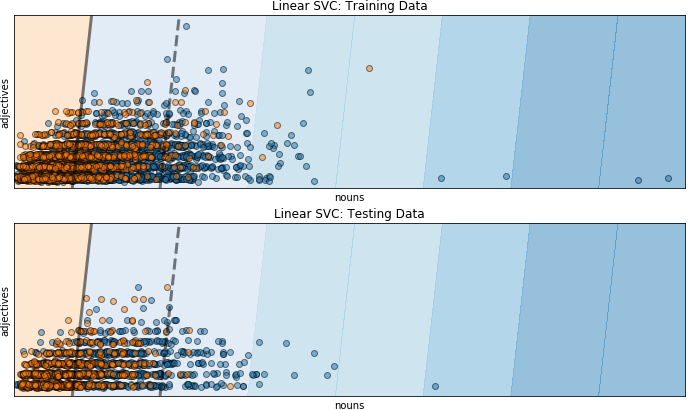 Linear SVC: Training Data
adjectives
nouns
Linear SVC: Testing Data
adjectives
nouns